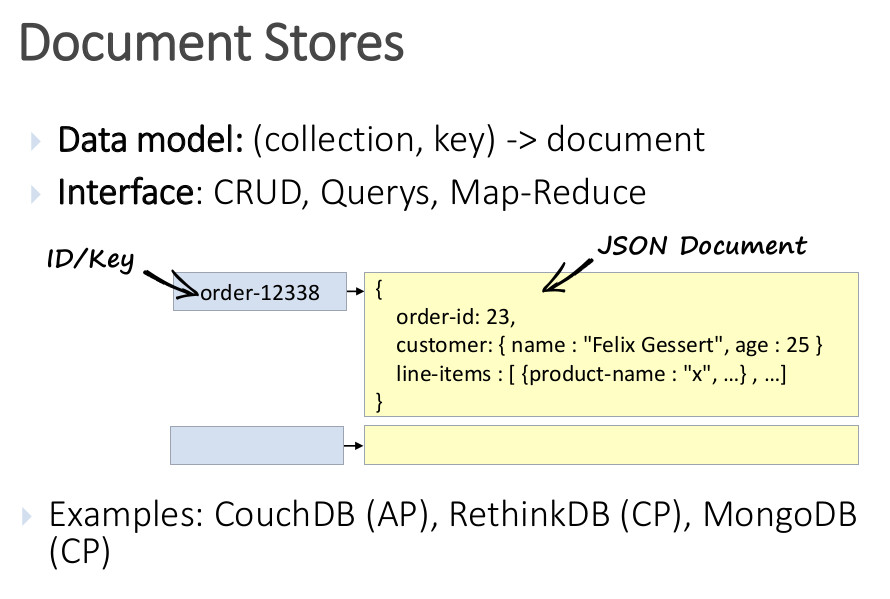 Document Stores
Data model: (collection, key) -> document
Interface: CRUD, Querys, Map-Reduce
ID/Key
JSON Document
order-12338
{
order-id: 23,
customer: { name : "Felix Gessert", age : 25 }
line-items : [ {product-name : "x", …} , …]
}
Examples: CouchDB (AP), RethinkDB (CP), MongoDB
(CP)